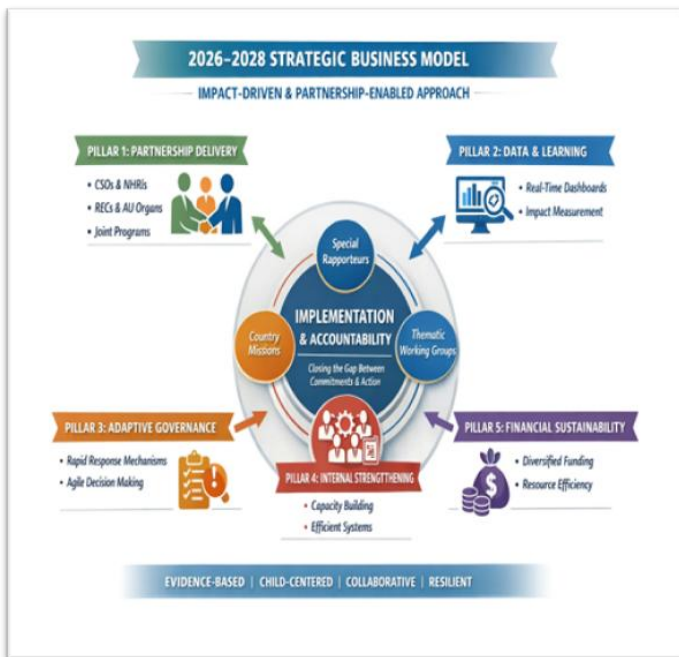 2026–2028 STRATEGIC BUSINESS MODEL
IMPACT-DRIVEN & PARTNERSHIP-ENABLED APPROACH
PILLAR 1: PARTNERSHIP DELIVERY
• CSOs & NHRIs
• RECs & AU Organs
• Joint Programs
PILLAR 2: DATA & LEARNING
• Real-Time Dashboards
• Impact Measurement
Special
Rapporteurs
IMPLEMENTATION
& ACCOUNTABILITY
Closing the Gap Between
Commitments & Action
Country
Missions
Thematic
Working Groups
PILLAR 3: ADAPTIVE GOVERNANCE
• Rapid Response Mechanisms
• Agile Decision Making
PILLAR 4: INTERNAL STRENGTTHENING
• Capacity Building
• Efficient Systems
PILLAR 5: FINANCIAL SUSTAINABILITY
• Diversified Funding
• Resource Efficiency
$
EVIDENCE-BASED | CHILD-CENTERED | COLLABORATIVE | RESILIENT